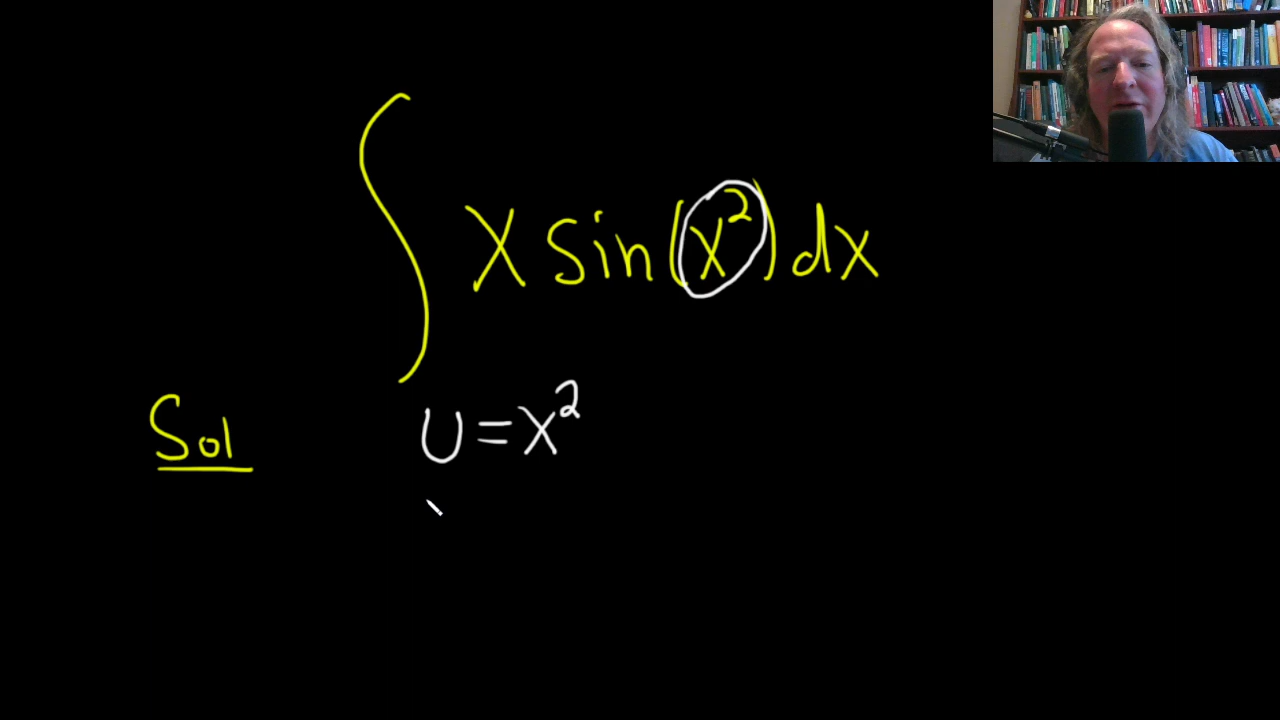 ∫ x sin(x²) dx
Sol
U = x²